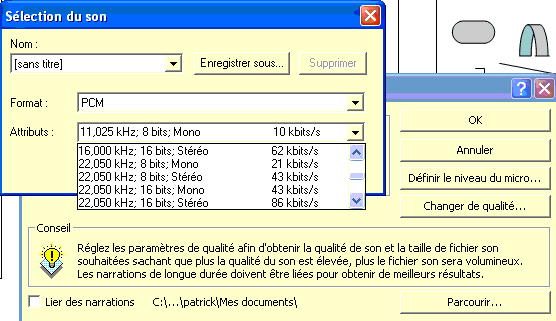 Sélection du son
Nom :
[sans titre]
Enregistrer sous...
Supprimer
Format :
PCM
Attributs :
11,025 kHz; 8 bits; Mono 10 kbits/s
16,000 kHz; 16 bits; Stéréo 62 kbits/s
22,050 kHz; 8 bits; Mono 21 kbits/s
22,050 kHz; 8 bits; Stéréo 43 kbits/s
22,050 kHz; 16 bits; Mono 43 kbits/s
22,050 kHz; 16 bits; Stéréo 86 kbits/s
OK
Annuler
Définir le niveau du micro...
Changer de qualité...
Conseil
Réglez les paramètres de qualité afin d'obtenir la qualité de son et la taille de fichier son
souhaitées sachant que plus la qualité du son est élevée, plus le fichier son sera volumineux.
Les narrations de longue durée doivent être liées pour obtenir de meilleurs résultats.
Lier des narrations C:\...\patrick\Mes documents\
Parcourir...